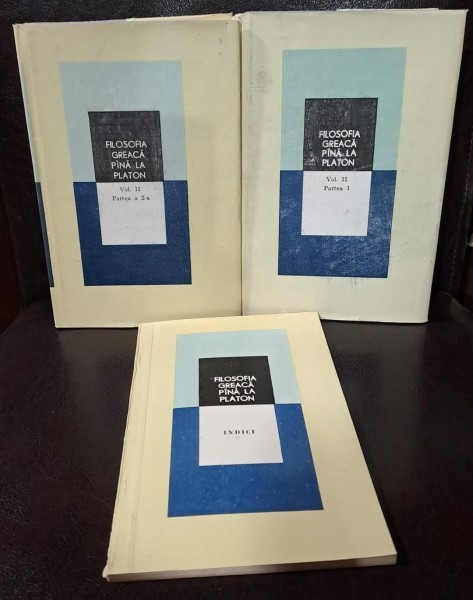 FILOSOFIA
GREACĂ
PÎNĂ LA
PLATON
Vol. II
Partea a 2-a
FILOSOFIA
GREACĂ
PÎNĂ LA
PLATON
Vol. II
Partea 1
FILOSOFIA
GREACĂ
PÎNĂ LA
PLATON
INDICI